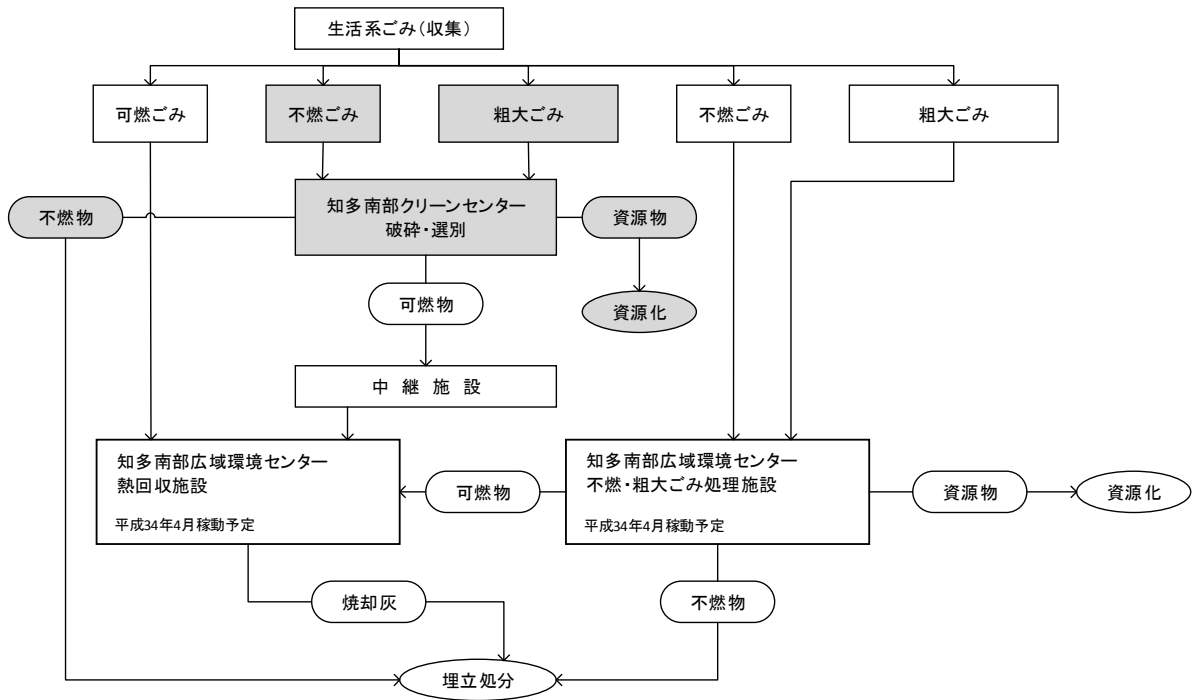 生活系ごみ（収集）
可燃ごみ
不燃ごみ
粗大ごみ
不燃ごみ
粗大ごみ
不燃物
知多南部クリーンセンター
破砕・選別
資源物
可燃物
資源化
中継施設
知多南部広域環境センター
熱回収施設
平成34年4月稼動予定
可燃物
知多南部広域環境センター
不燃・粗大ごみ処理施設
平成34年4月稼動予定
資源物
資源化
焼却灰
不燃物
埋立処分